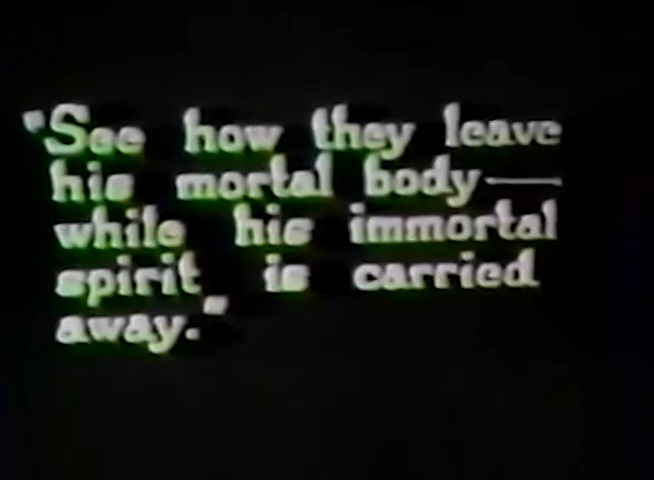 "See how they leave
his mortal body—
while his immortal
spirit is carried
away."